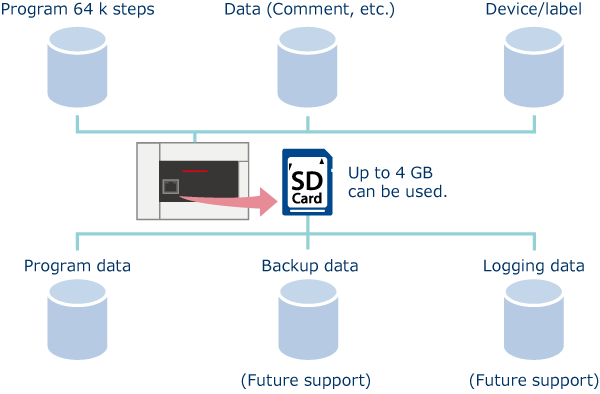 Program 64 k steps
Data (Comment, etc.)
Device/label
SD
Card
Up to 4 GB
can be used.
Program data
Backup data
Logging data
(Future support)
(Future support)